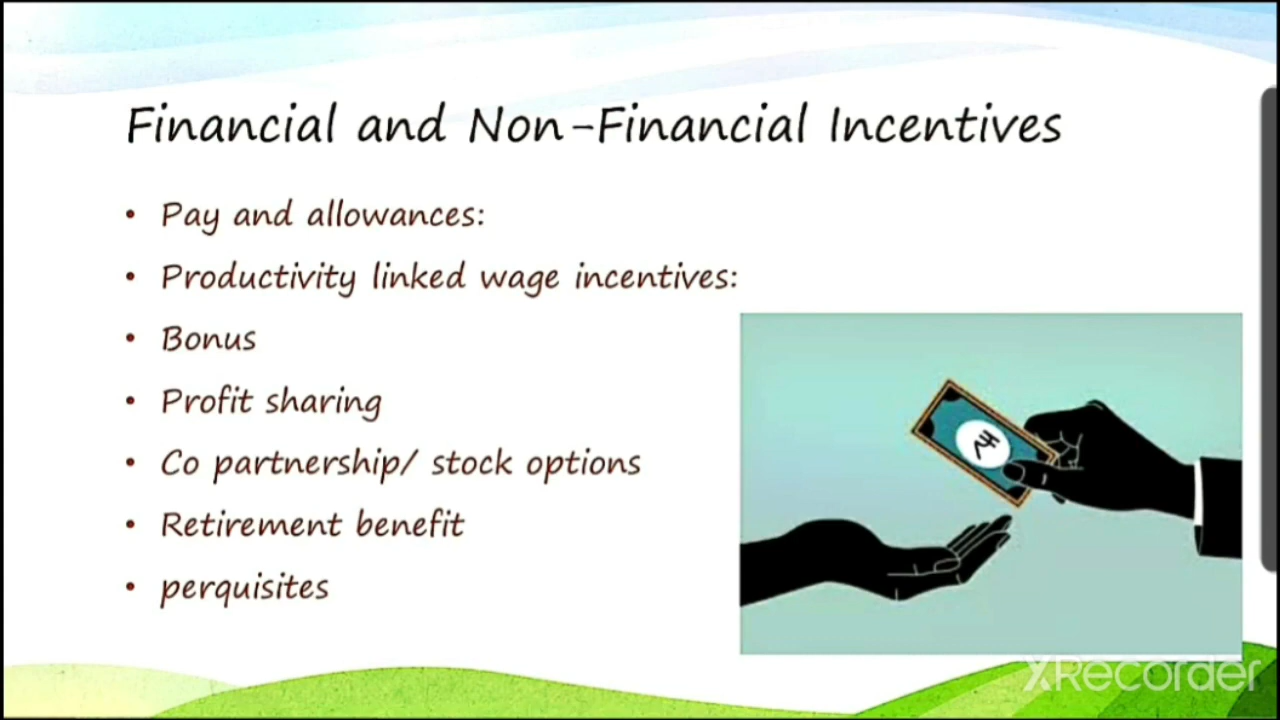 Financial and Non-Financial Incentives
• Pay and allowances:
• Productivity linked wage incentives:
• Bonus
• Profit sharing
• Co partnership/ stock options
• Retirement benefit
• perquisites
₹
XRecorder